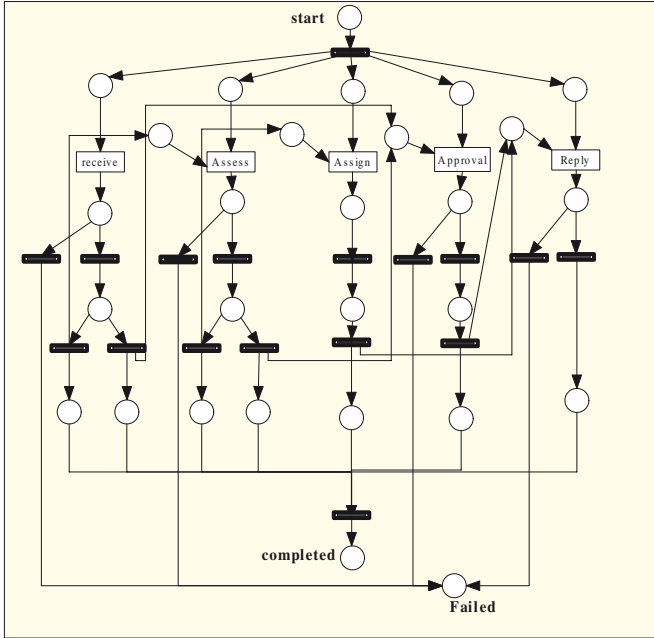 start
receive
Assess
Assign
Approval
Reply
completed
Failed